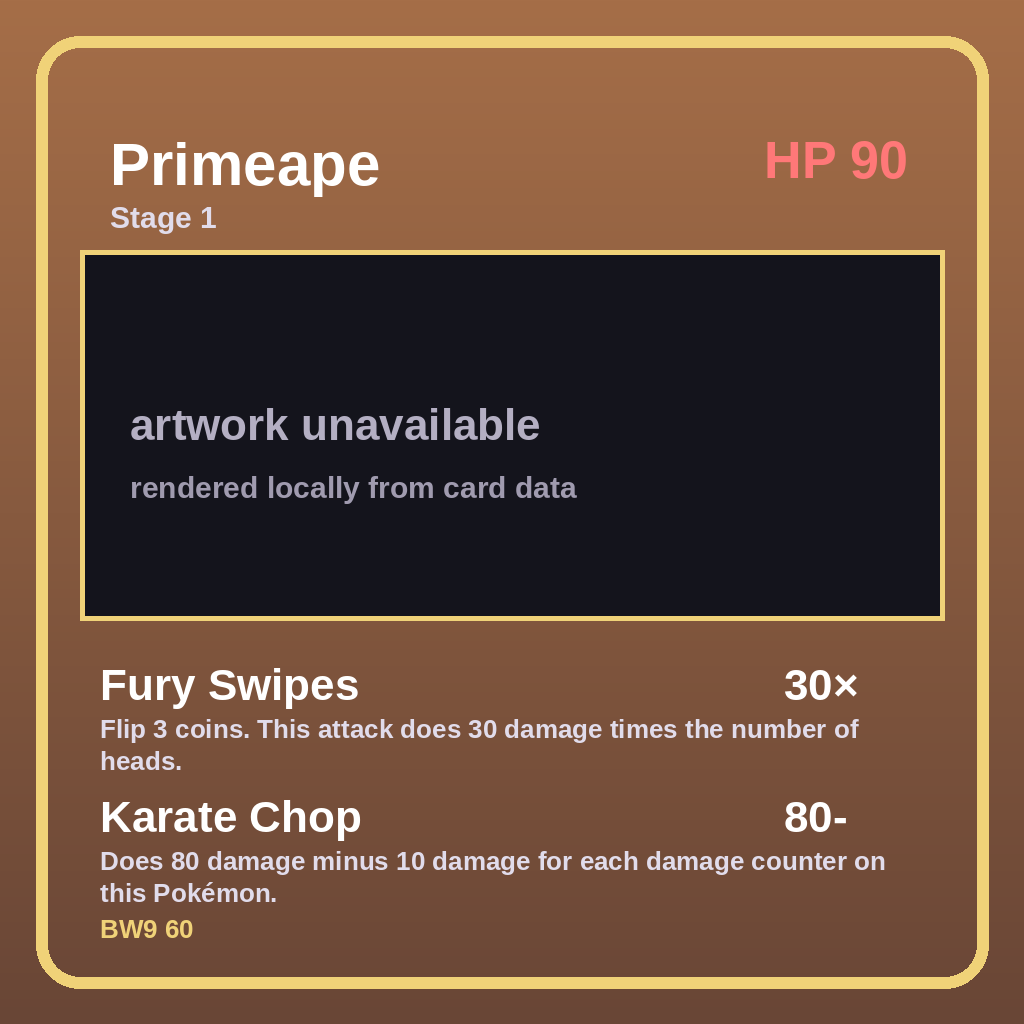 Primeape
HP 90
Stage 1
artwork unavailable
rendered locally from card data
Fury Swipes
30×
Flip 3 coins. This attack does 30 damage times the number of
heads.
Karate Chop
80-
Does 80 damage minus 10 damage for each damage counter on
this Pokémon.
BW9 60